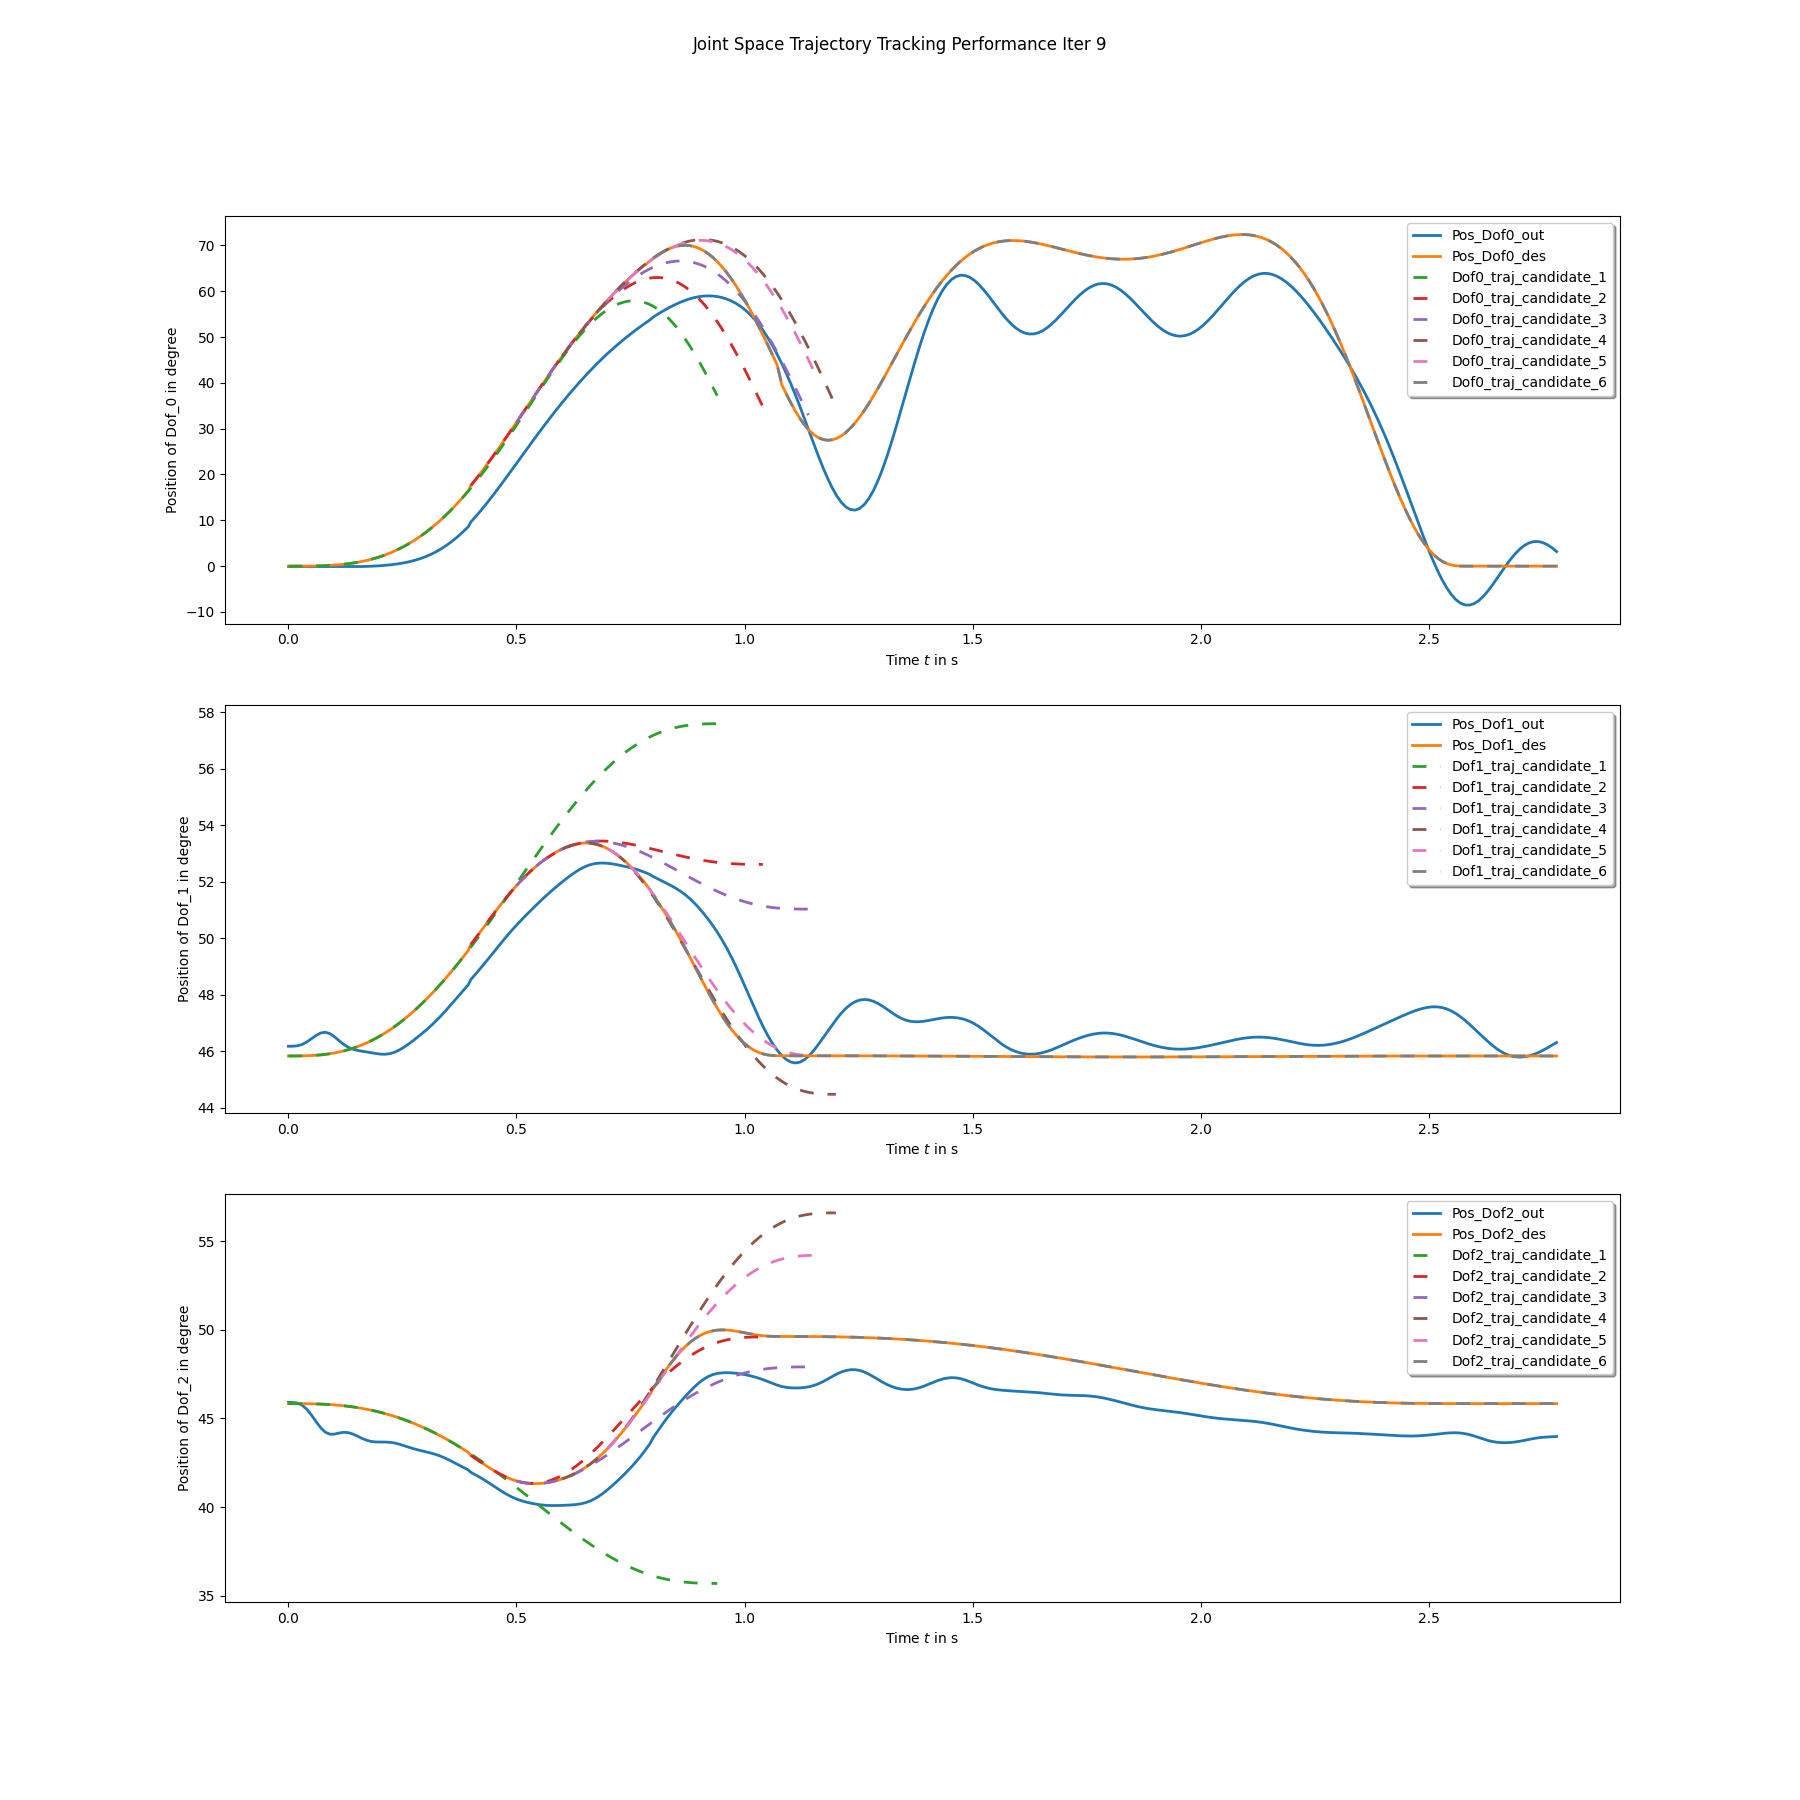 Joint Space Trajectory Tracking Performance Iter 9
Position of Dof_0 in degree
70
60
50
40
30
20
10
0
−10
0.0 0.5 1.0 1.5 2.0 2.5
Time t in s
Pos_Dof0_out
Pos_Dof0_des
Dof0_traj_candidate_1
Dof0_traj_candidate_2
Dof0_traj_candidate_3
Dof0_traj_candidate_4
Dof0_traj_candidate_5
Dof0_traj_candidate_6
Position of Dof_1 in degree
58
56
54
52
50
48
46
44
0.0 0.5 1.0 1.5 2.0 2.5
Time t in s
Pos_Dof1_out
Pos_Dof1_des
Dof1_traj_candidate_1
Dof1_traj_candidate_2
Dof1_traj_candidate_3
Dof1_traj_candidate_4
Dof1_traj_candidate_5
Dof1_traj_candidate_6
Position of Dof_2 in degree
55
50
45
40
35
0.0 0.5 1.0 1.5 2.0 2.5
Time t in s
Pos_Dof2_out
Pos_Dof2_des
Dof2_traj_candidate_1
Dof2_traj_candidate_2
Dof2_traj_candidate_3
Dof2_traj_candidate_4
Dof2_traj_candidate_5
Dof2_traj_candidate_6